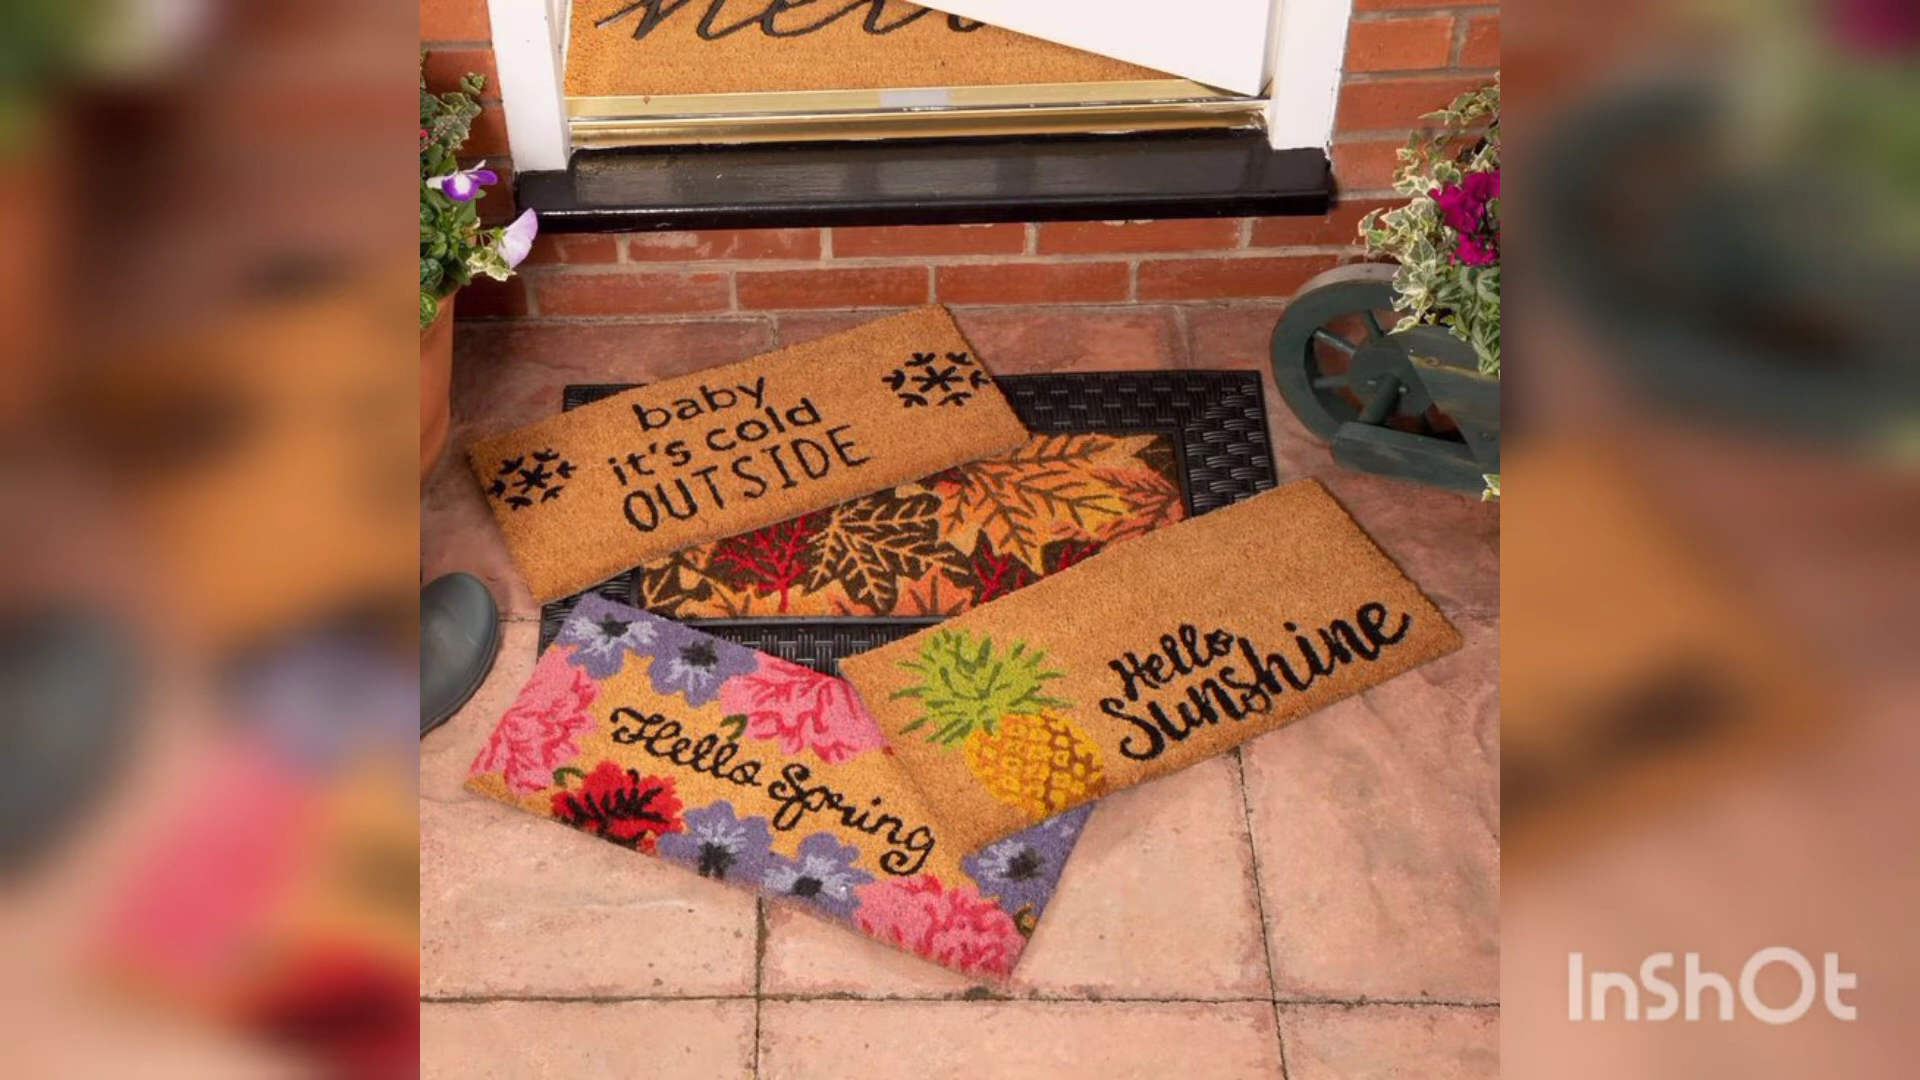 baby
it's cold
OUTSIDE
Hello
Sunshine
Hello Spring
InShOt